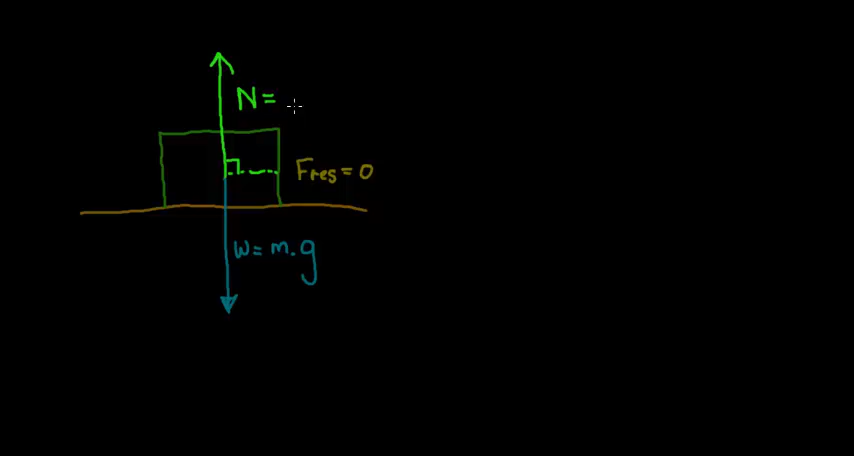 N=
Fres = 0
W= m.g